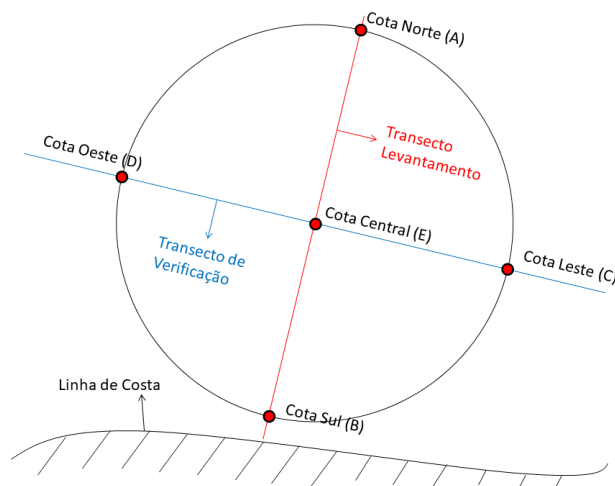 Cota Norte (A)
Transecto
Levantamento
Cota Oeste (D)
Cota Central (E)
Transecto de
Verificação
Cota Leste (C)
Linha de Costa
Cota Sul (B)